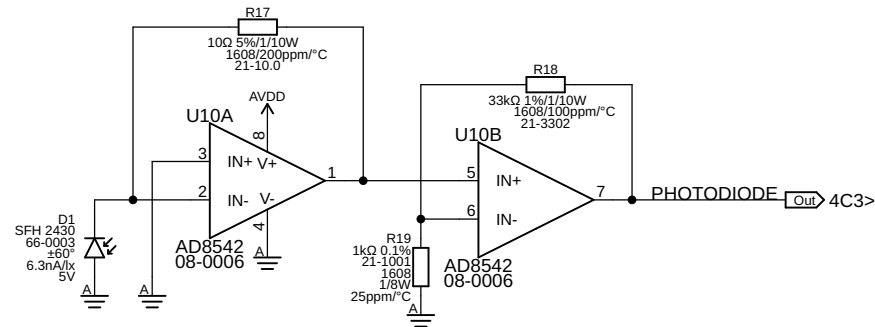 R17
10Ω 5%/1/10W
1608/200ppm/°C
21-10.0
AVDD
U10A
8
3
IN+ V+
1
2
IN- V-
4
A
AD8542
08-0006
D1
SFH 2430
66-0003
±60°
6.3nA/lx
5V
A
A
R18
33kΩ 1%/1/10W
1608/100ppm/°C
21-3302
U10B
5
IN+
7
6
IN-
AD8542
08-0006
R19
1kΩ 0.1%
21-1001
1608
1/8W
25ppm/°C
A
PHOTODIODE
Out
4C3>